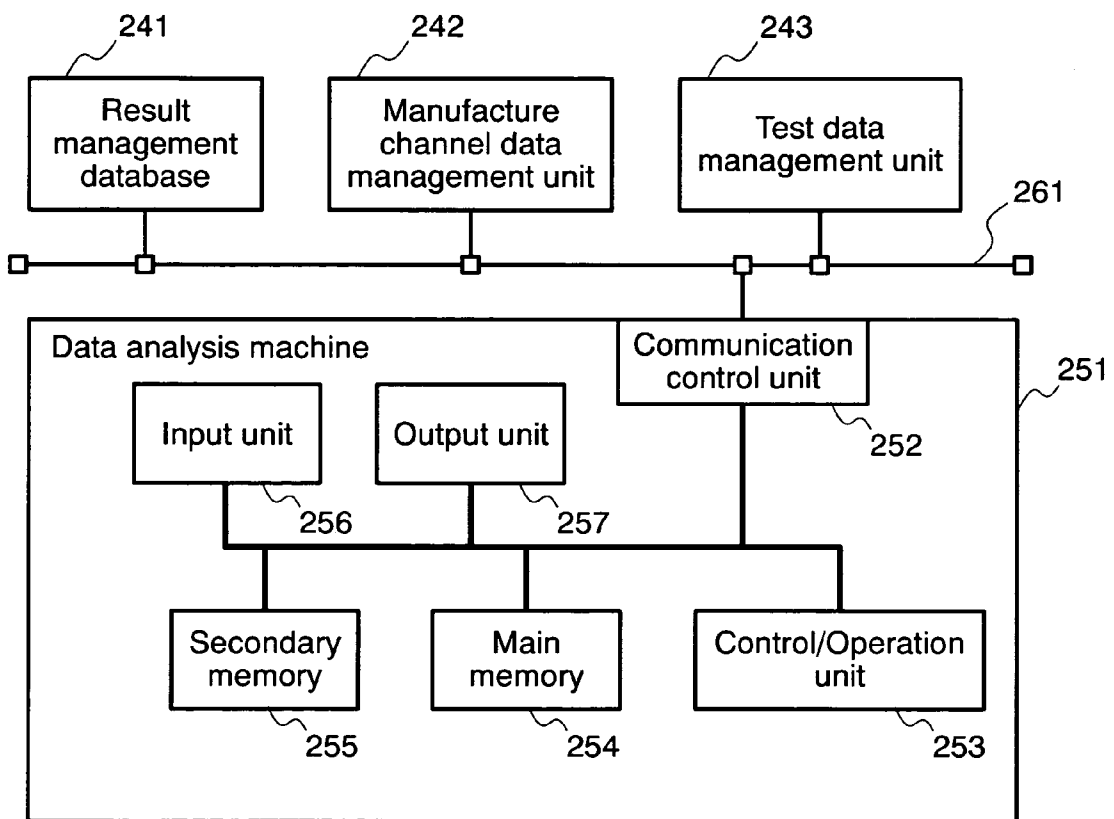 241
242
243
Result
management
database
Manufacture
channel data
management unit
Test data
management unit
261
Data analysis machine
Communication
control unit
251
252
Input unit
Output unit
256
257
Secondary
memory
Main
memory
Control/Operation
unit
255
254
253